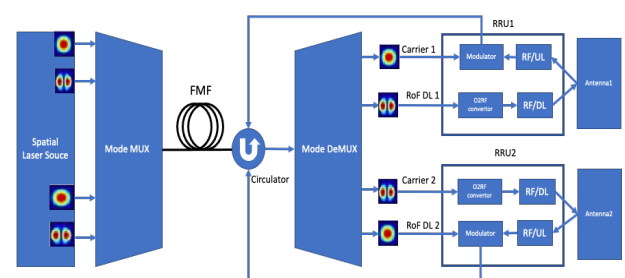 RRU1
Carrier 1
Modulator
RF/UL
FMF
Antenna1
RoF DL 1
O2RF
convertor
RF/DL
Spatial
Laser Souce
Mode MUX
Mode DeMUX
Circulator
RRU2
Carrier 2
O2RF
convertor
RF/DL
Antenna2
RoF DL 2
Modulator
RF/UL